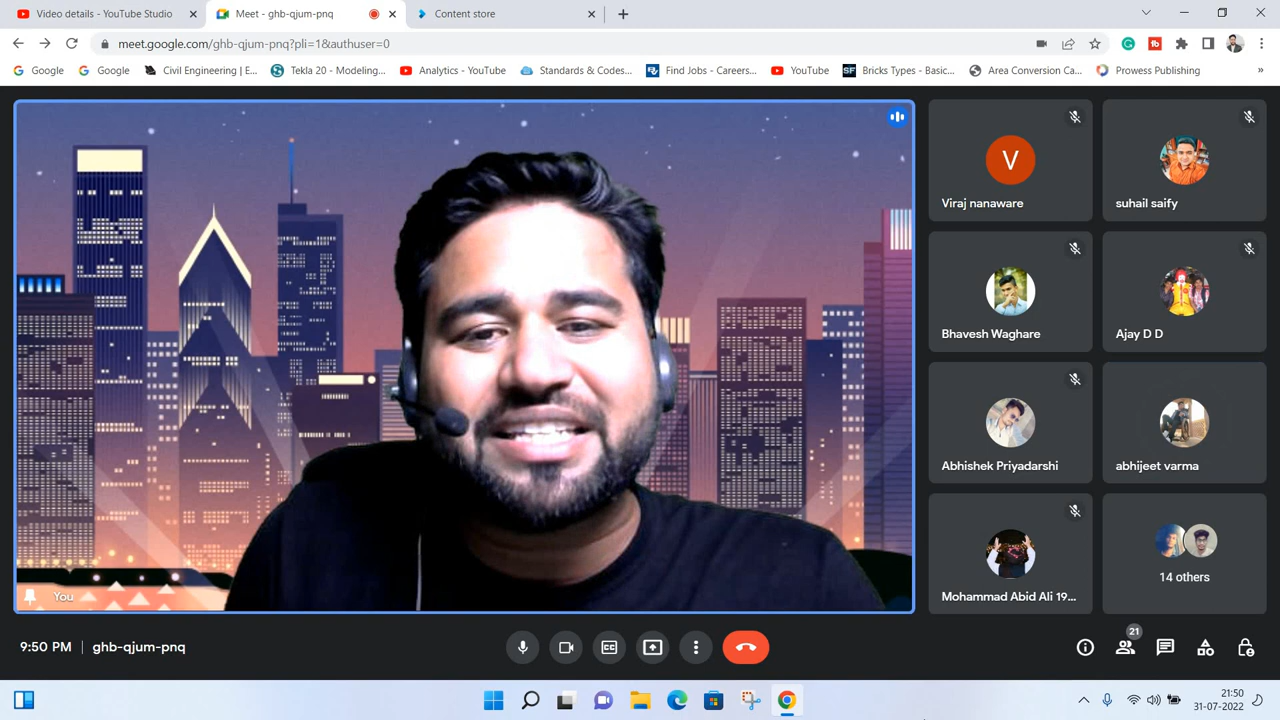 Video details - YouTube Studio
Meet - ghb-qjum-pnq
Content store
meet.google.com/ghb-qjum-pnq?pli=1&authuser=0
Google
Google
Civil Engineering | E...
Tekla 20 - Modeling...
Analytics - YouTube
Standards & Codes...
Find Jobs - Careers...
YouTube
SF
Bricks Types - Basic...
Area Conversion Ca...
Prowess Publishing
»
V
Viraj nanaware
suhail saify
Bhavesh Waghare
Ajay D D
Abhishek Priyadarshi
abhijeet varma
Mohammad Abid Ali 19...
14 others
You
9:50 PM | ghb-qjum-pnq
CC
21
21:50
31-07-2022